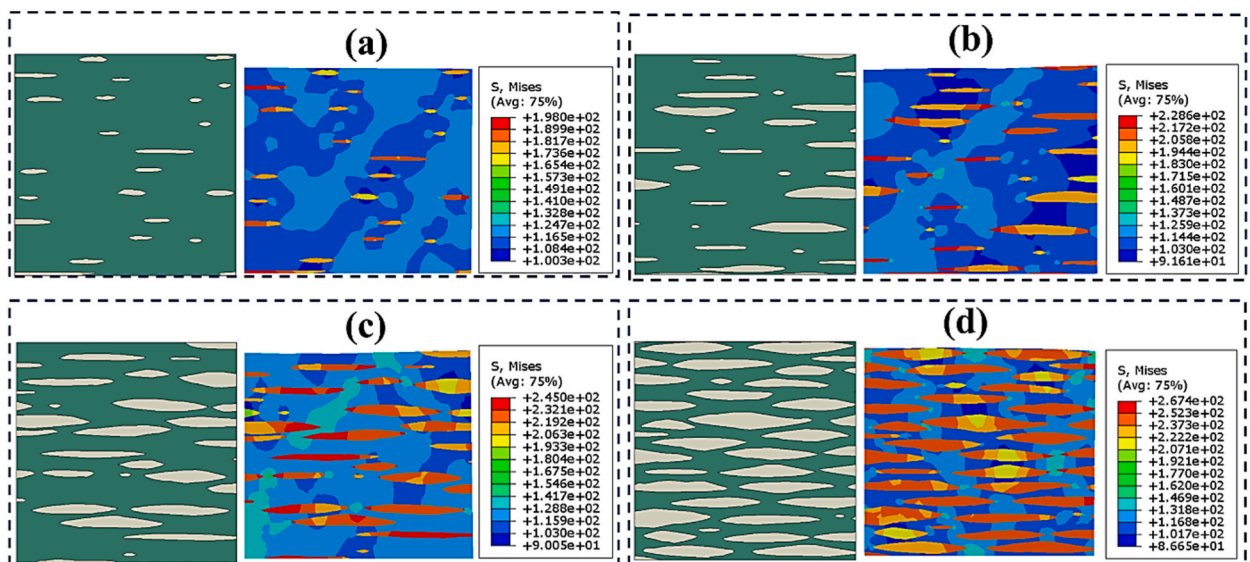 (a)
S, Mises
(Avg: 75%)
+1.980e+02
+1.899e+02
+1.817e+02
+1.736e+02
+1.654e+02
+1.573e+02
+1.491e+02
+1.410e+02
+1.328e+02
+1.247e+02
+1.165e+02
+1.084e+02
+1.003e+02
(b)
S, Mises
(Avg: 75%)
+2.286e+02
+2.172e+02
+2.058e+02
+1.944e+02
+1.830e+02
+1.715e+02
+1.601e+02
+1.487e+02
+1.373e+02
+1.259e+02
+1.144e+02
+1.030e+02
+9.161e+01
(c)
S, Mises
(Avg: 75%)
+2.450e+02
+2.321e+02
+2.192e+02
+2.063e+02
+1.933e+02
+1.804e+02
+1.675e+02
+1.546e+02
+1.417e+02
+1.288e+02
+1.159e+02
+1.030e+02
+9.005e+01
(d)
S, Mises
(Avg: 75%)
+2.674e+02
+2.523e+02
+2.373e+02
+2.222e+02
+2.071e+02
+1.921e+02
+1.770e+02
+1.620e+02
+1.469e+02
+1.318e+02
+1.168e+02
+1.017e+02
+8.665e+01